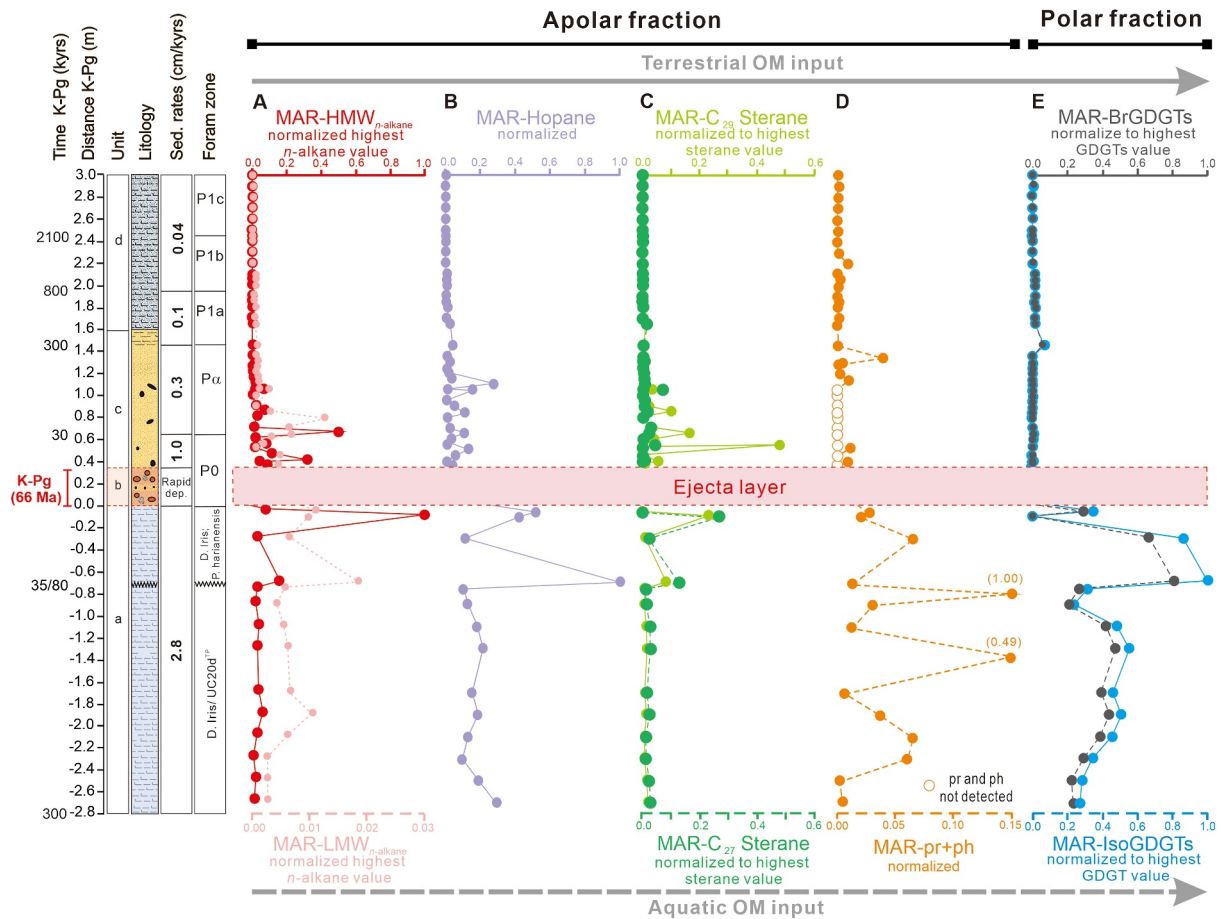 Apolar fraction
Polar fraction
Terrestrial OM input
Time K-Pg (kyrs)
Distance K-Pg (m)
Unit
Litology
Sed. rates (cm/kyrs)
Foram zone
A
MAR-HMWn-alkane
normalized highest
n-alkane value
0.0 0.2 0.4 0.6 0.8 1.0
B
MAR-Hopane
normalized
0.0 0.2 0.4 0.6 0.8 1.0
C
MAR-C29 Sterane
normalized to highest
sterane value
0.0 0.2 0.4 0.6
D
E
MAR-BrGDGTs
normalize to highest
GDGTs value
0.0 0.2 0.4 0.6 0.8 1.0
3.0
2.8
2.6
2100
2.4
2.2
2.0
800
1.8
1.6
300
1.4
1.2
1.0
0.8
30
0.6
0.4
0.2
0.0
-0.2
-0.4
-0.6
35/80
-0.8
-1.0
-1.2
-1.4
-1.6
-1.8
-2.0
-2.2
-2.4
-2.6
300
-2.8
K-Pg
(66 Ma)
d
c
b
a
0.04
0.1
0.3
1.0
Rapid
dep.
2.8
P1c
P1b
P1a
Pα
P0
D. Iris;
P. harianensis
D. Iris/ UC20dTP
Ejecta layer
(1.00)
(0.49)
pr and ph
not detected
0.00 0.01 0.02 0.03
MAR-LMWn-alkane
normalized highest
n-alkane value
0.0 0.2 0.4 0.6
MAR-C27 Sterane
normalized to highest
sterane value
0.0 0.05 0.10 0.15
MAR-pr+ph
normalized
0.2 0.4 0.6 0.8 1.0
MAR-IsoGDGTs
normalized to highest
GDGT value
Aquatic OM input